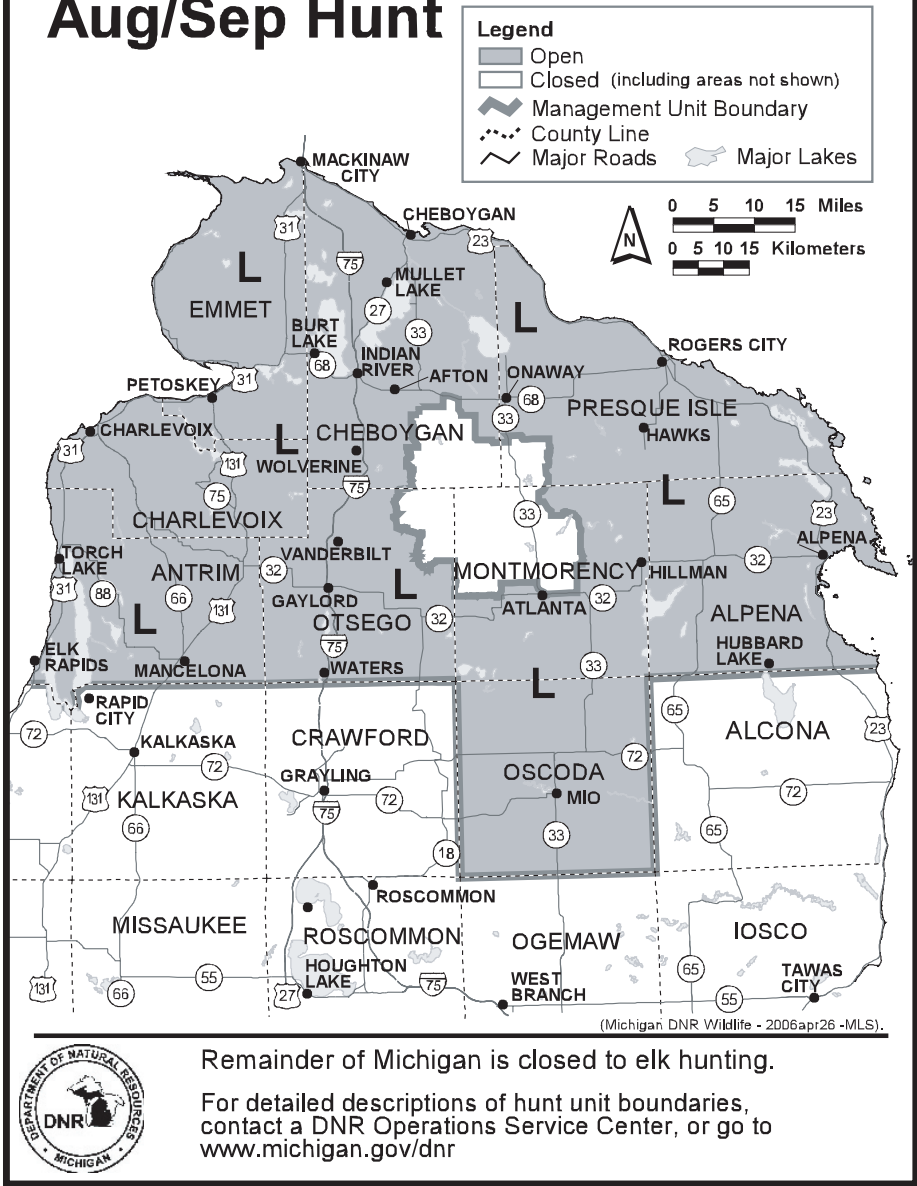 Aug/Sep Hunt
Legend
Open
Closed (including areas not shown)
Management Unit Boundary
County Line
Major Roads
Major Lakes
0 5 10 15 Miles
0 5 10 15 Kilometers
N
MACKINAW
CITY
CHEBOYGAN
31
23
75
L
MULLET
LAKE
EMMET
27
L
BURT
LAKE
33
68
INDIAN
RIVER
ROGERS CITY
AFTON
ONAWAY
PETOSKEY
31
68
33
PRESQUE ISLE
CHARLEVOIX
L
CHEBOYGAN
HAWKS
31
131
WOLVERINE
75
75
L
65
33
23
CHARLEVOIX
ALPENA
TORCH
LAKE
VANDERBILT
ANTRIM
32
MONTMORENCY
HILLMAN
32
31
88
66
131
GAYLORD
L
ATLANTA
32
OTSEGO
32
ALPENA
L
75
HUBBARD
LAKE
ELK
RAPIDS
MANCELONA
WATERS
33
L
RAPID
CITY
65
72
KALKASKA
CRAWFORD
ALCONA
23
72
72
OSCODA
GRAYLING
MIO
131
KALKASKA
75
72
72
66
33
65
18
ROSCOMMON
MISSAUKEE
ROSCOMMON
OGEMAW
IOSCO
HOUGHTON
LAKE
55
75
65
TAWAS
CITY
131
66
27
WEST
BRANCH
55
(Michigan DNR Wildlife - 2006apr26 -MLS).
DEPARTMENT OF NATURAL RESOURCES
DNR
MICHIGAN
Remainder of Michigan is closed to elk hunting.
For detailed descriptions of hunt unit boundaries,
contact a DNR Operations Service Center, or go to
www.michigan.gov/dnr